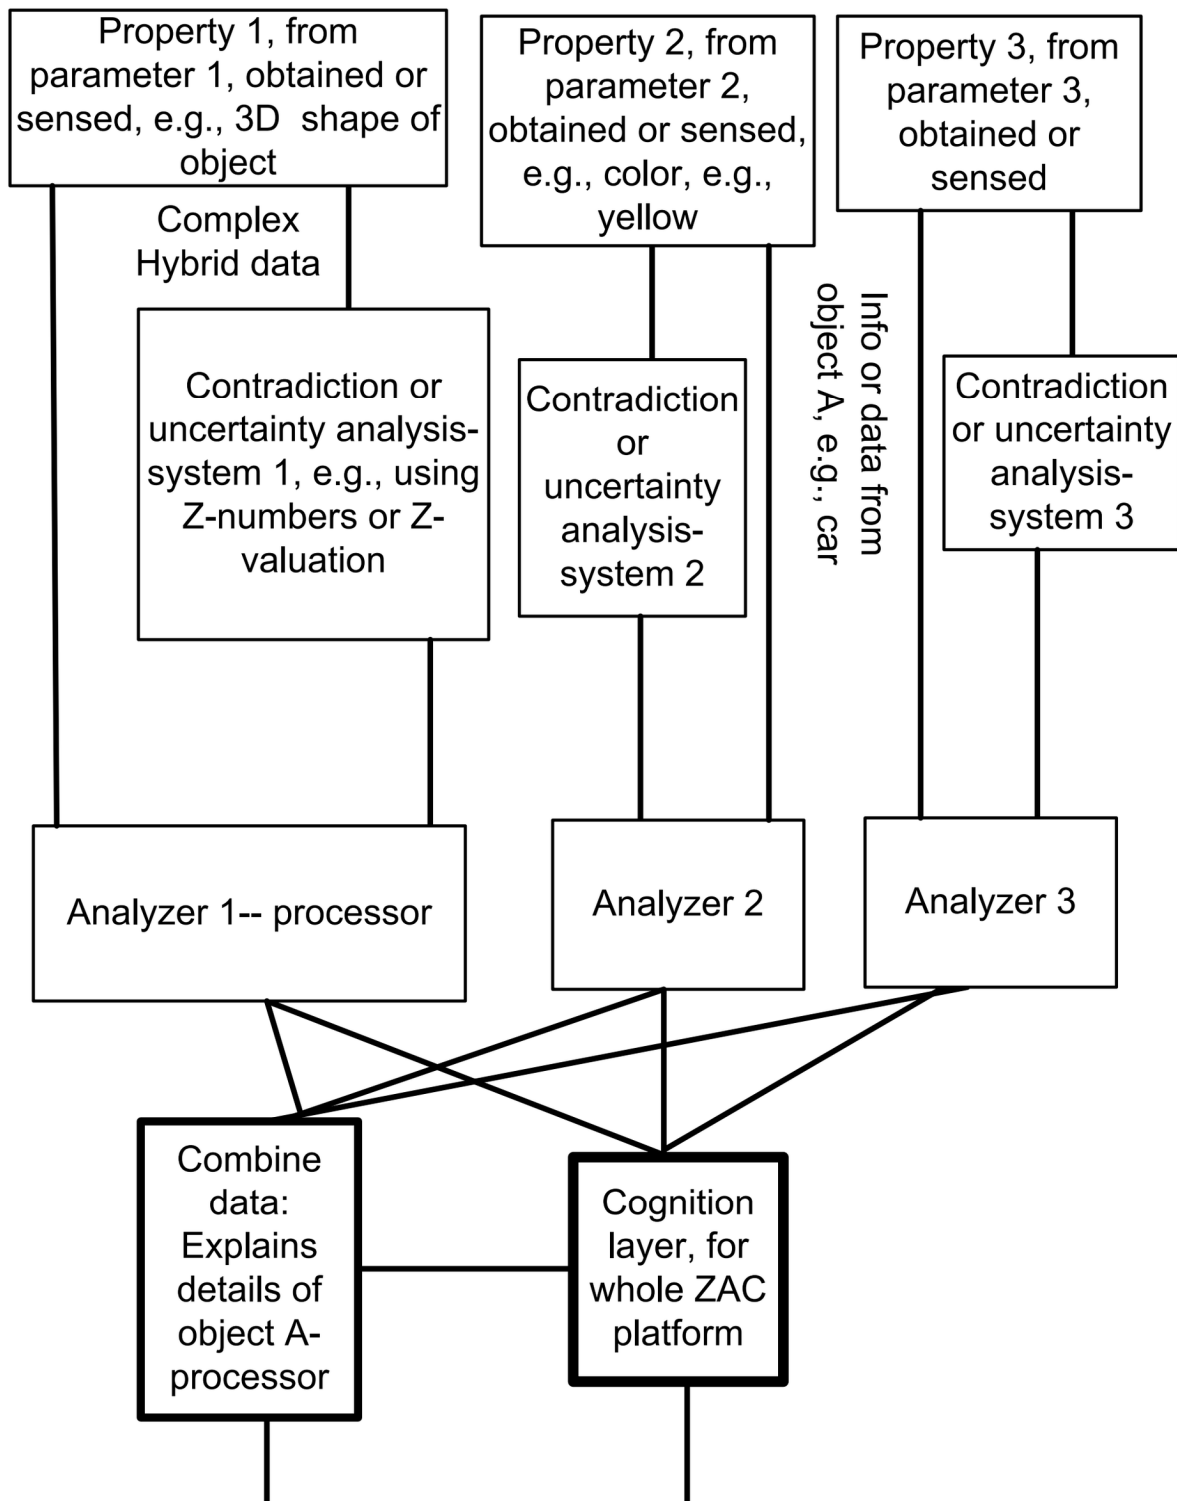 Property 1, from
parameter 1, obtained or
sensed, e.g., 3D shape of
object
Property 2, from
parameter 2,
obtained or sensed,
e.g., color, e.g.,
yellow
Property 3, from
parameter 3,
obtained or
sensed
Complex
Hybrid data
Contradiction or
uncertainty analysis-
system 1, e.g., using
Z-numbers or Z-
valuation
Contradiction
or
uncertainty
analysis-
system 2
Info or data from
object A, e.g., car
Contradiction
or uncertainty
analysis-
system 3
Analyzer 1-- processor
Analyzer 2
Analyzer 3
Combine
data:
Explains
details of
object A-
processor
Cognition
layer, for
whole ZAC
platform